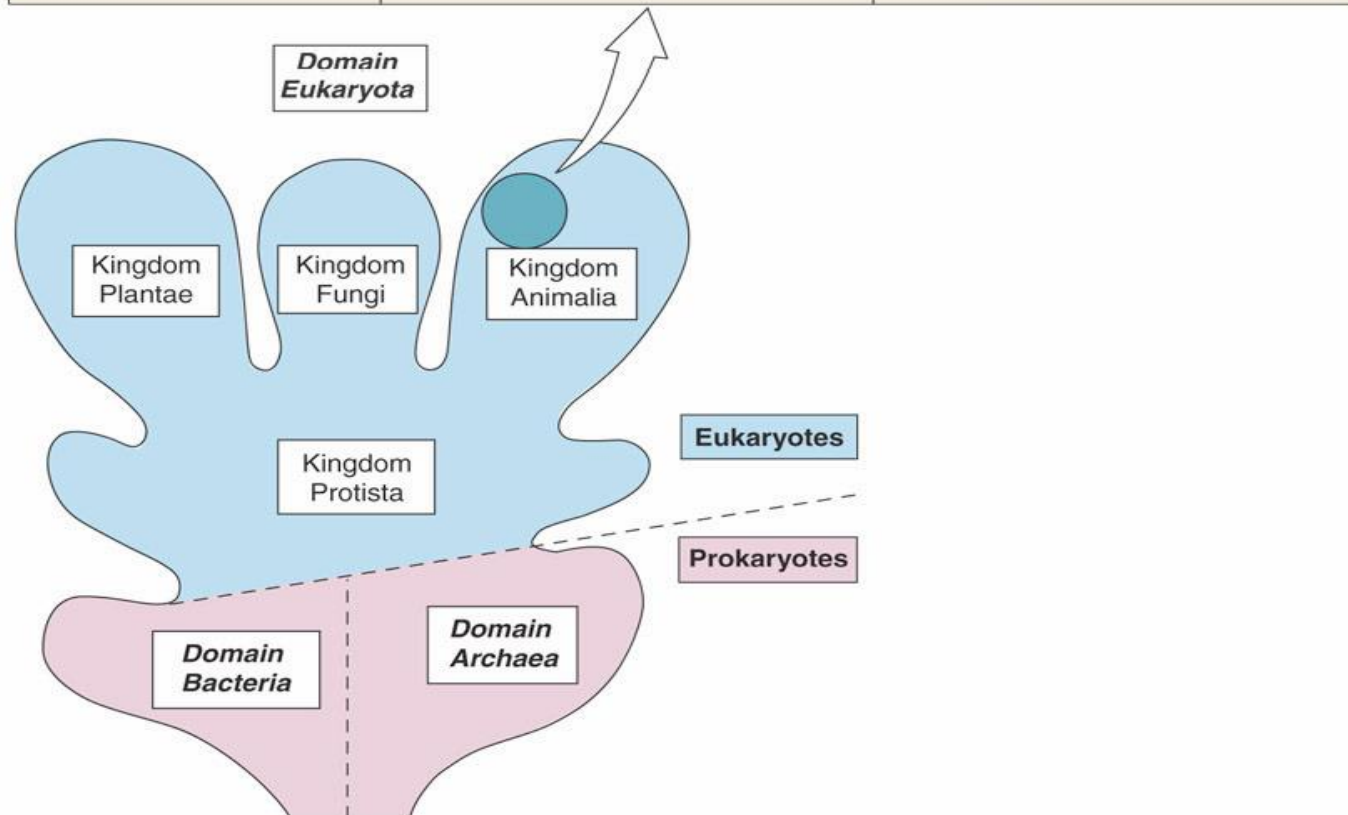 Domain
Eukaryota
Kingdom
Plantae
Kingdom
Fungi
Kingdom
Animalia
Eukaryotes
Kingdom
Protista
Prokaryotes
Domain
Archaea
Domain
Bacteria